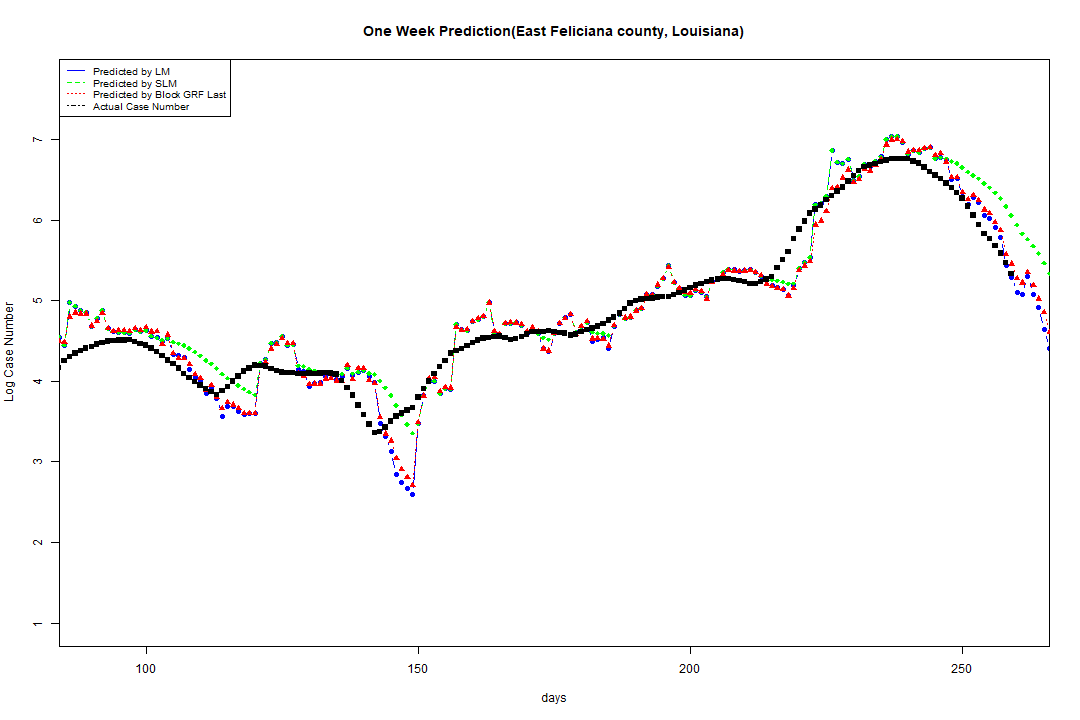 One Week Prediction(East Feliciana county, Louisiana)
Predicted by LM
Predicted by SLM
Predicted by Block GRF Last
Actual Case Number
7
6
5
4
3
2
1
Log Case Number
100 150 200 250
days